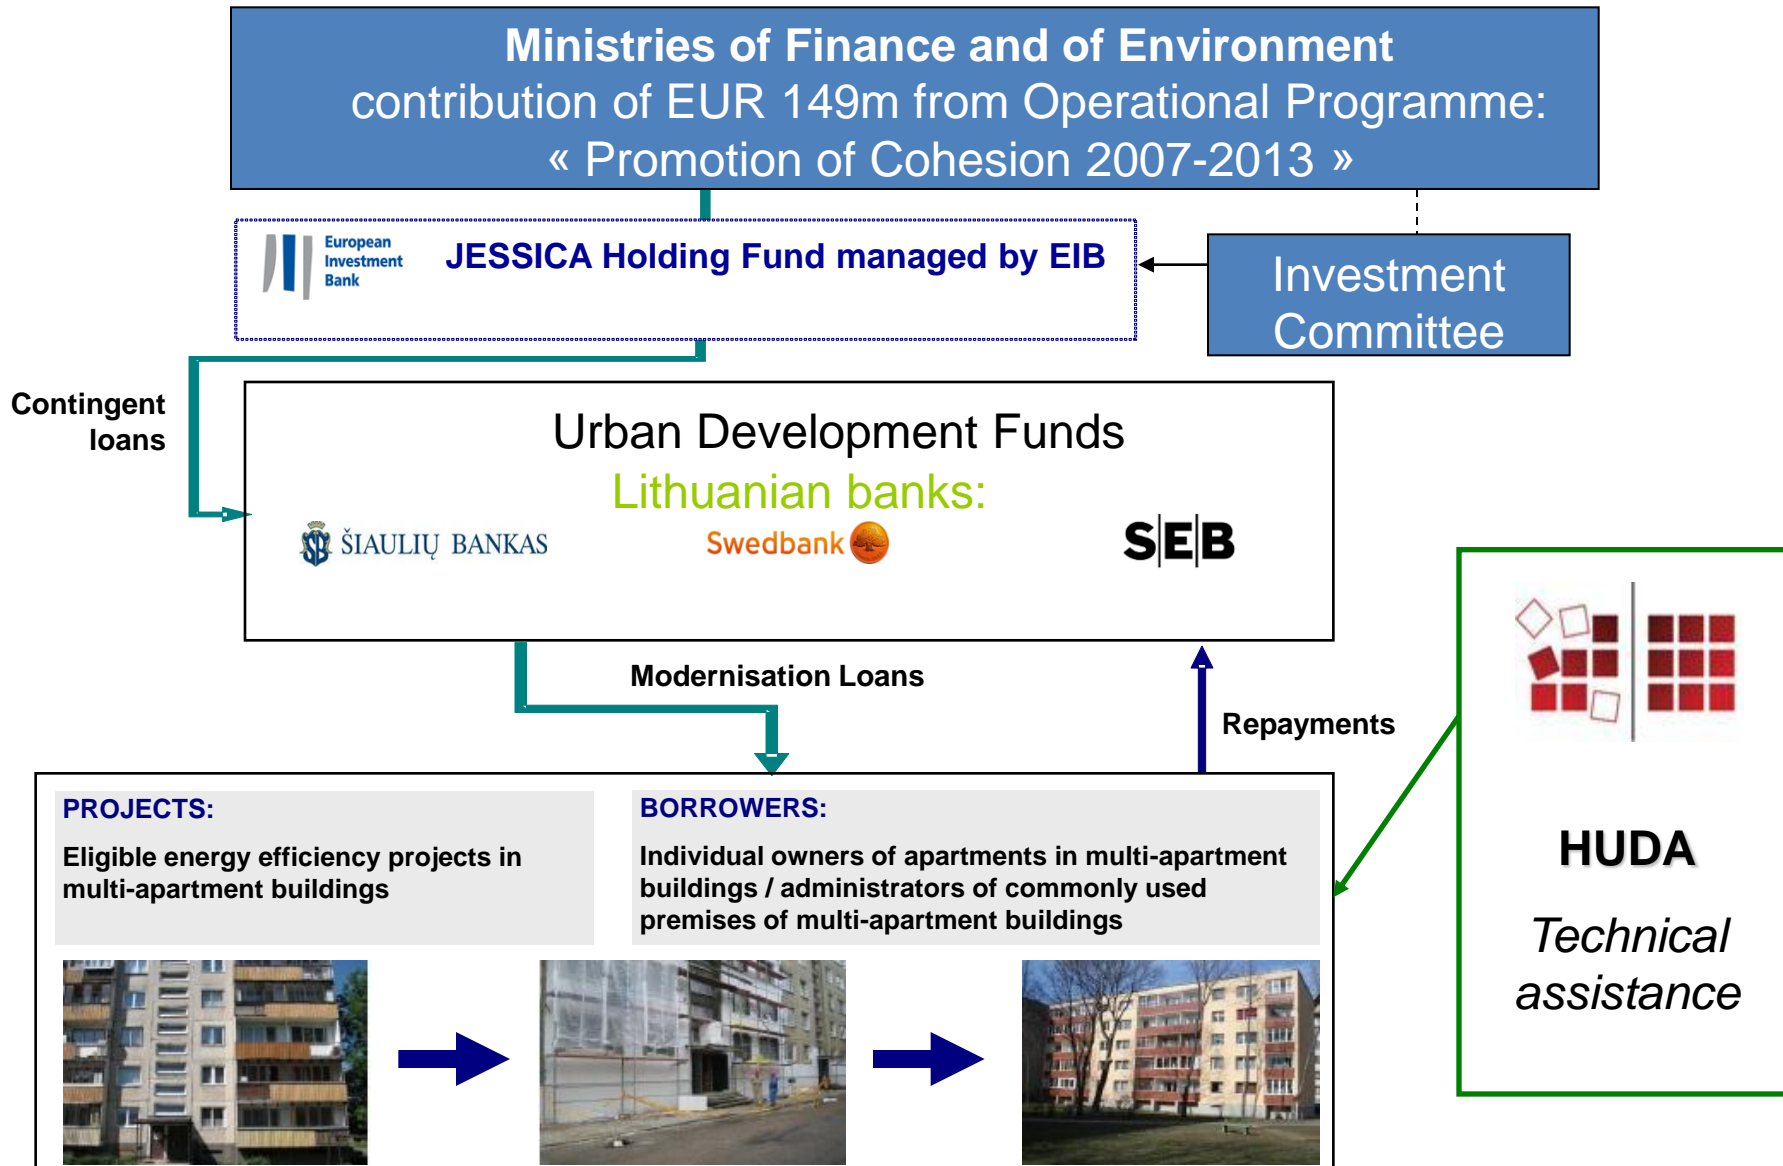 Ministries of Finance and of Environment
contribution of EUR 149m from Operational Programme:
« Promotion of Cohesion 2007-2013 »
European
Investment
Bank
JESSICA Holding Fund managed by EIB
Investment
Committee
Contingent
loans
Urban Development Funds
Lithuanian banks:
ŠB ŠIAULIŲ BANKAS
Swedbank
S|E|B
Modernisation Loans
Repayments
PROJECTS:
Eligible energy efficiency projects in
multi-apartment buildings
BORROWERS:
Individual owners of apartments in multi-apartment
buildings / administrators of commonly used
premises of multi-apartment buildings
HUDA
Technical
assistance